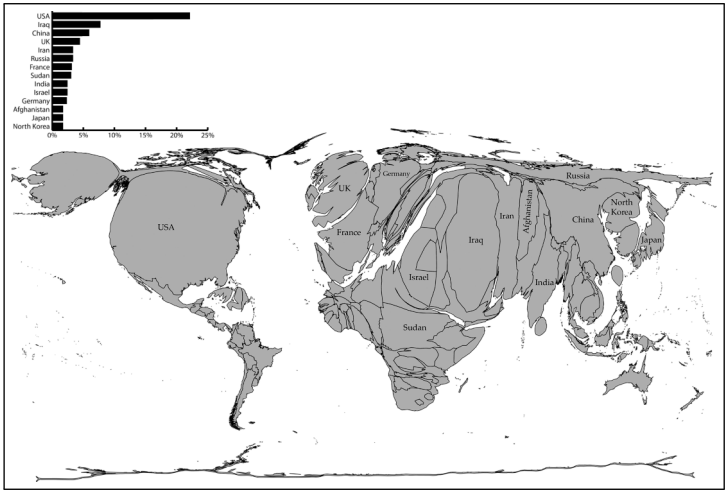 USA
Iraq
China
UK
Iran
Russia
France
Sudan
India
Israel
Germany
Afghanistan
Japan
North Korea
0% 5% 10% 15% 20% 25%
Germany
Russia
UK
Afghanistan
North
Korea
Iran
China
USA
France
Iraq
Japan
Israel
India
Sudan